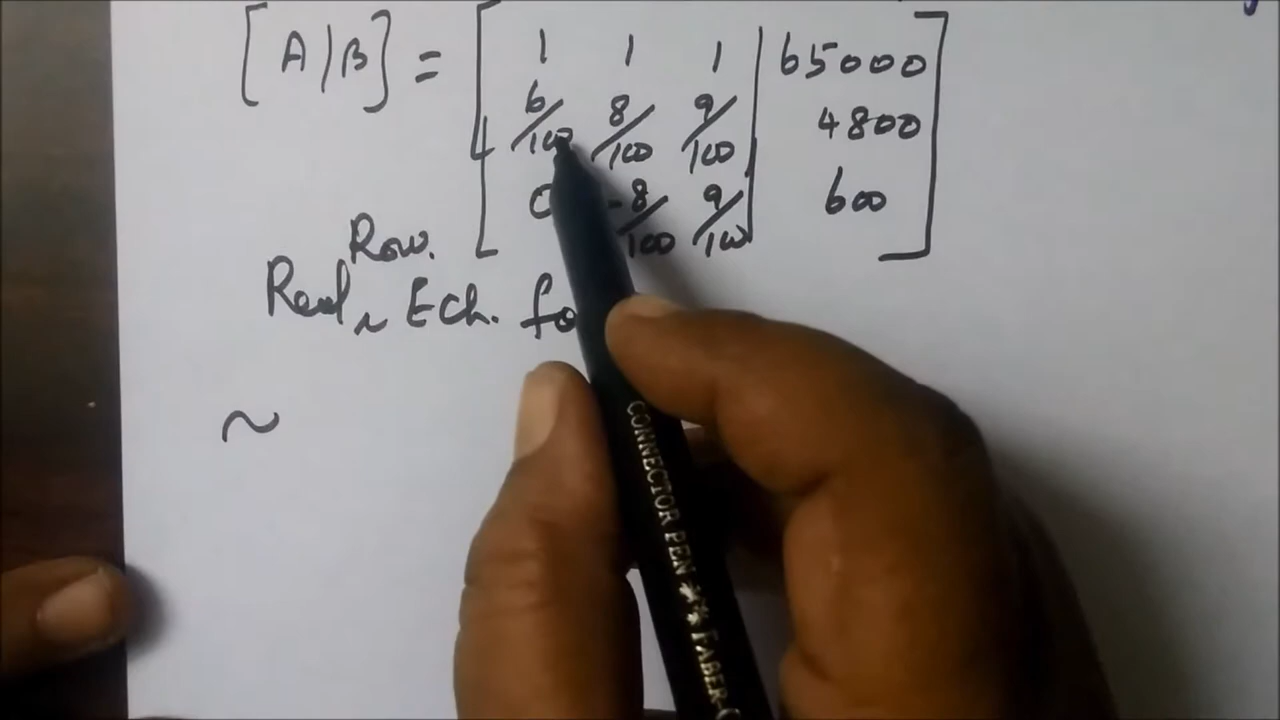 [A|B] = [ 1 1 1 | 65000
6/100 8/100 9/100 | 4800
0 -8/100 9/100 | 600 ]
Row.
Red~ Ech. fo
~
CONNECTOR PEN FABER-C